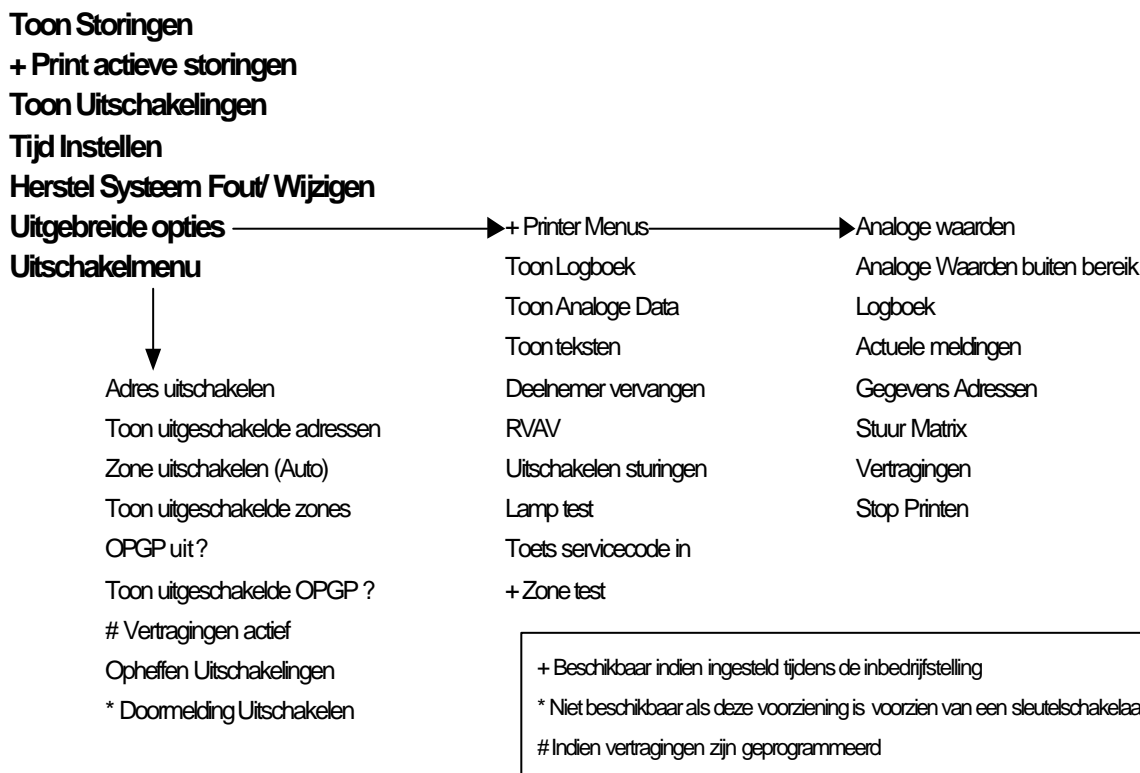 Toon Storingen
+ Print actieve storingen
Toon Uitschakelingen
Tijd Instellen
Herstel Systeem Fout/ Wijzigen
Uitgebreide opties
Uitschakelmenu
Adres uitschakelen
Toon uitgeschakelde adressen
Zone uitschakelen (Auto)
Toon uitgeschakelde zones
OPGP uit ?
Toon uitgeschakelde OPGP ?
# Vertragingen actief
Opheffen Uitschakelingen
* Doormelding Uitschakelen
+ Printer Menus
Toon Logboek
Toon Analoge Data
Toon teksten
Deelnemer vervangen
RVAV
Uitschakelen sturingen
Lamp test
Toets servicecode in
+ Zone test
Analoge waarden
Analoge Waarden buiten bereik
Logboek
Actuele meldingen
Gegevens Adressen
Stuur Matrix
Vertragingen
Stop Printen
+ Beschikbaar indien ingesteld tijdens de inbedrijfstelling
* Niet beschikbaar als deze voorziening is voorzien van een sleutelschakelaa
# Indien vertragingen zijn geprogrammeerd